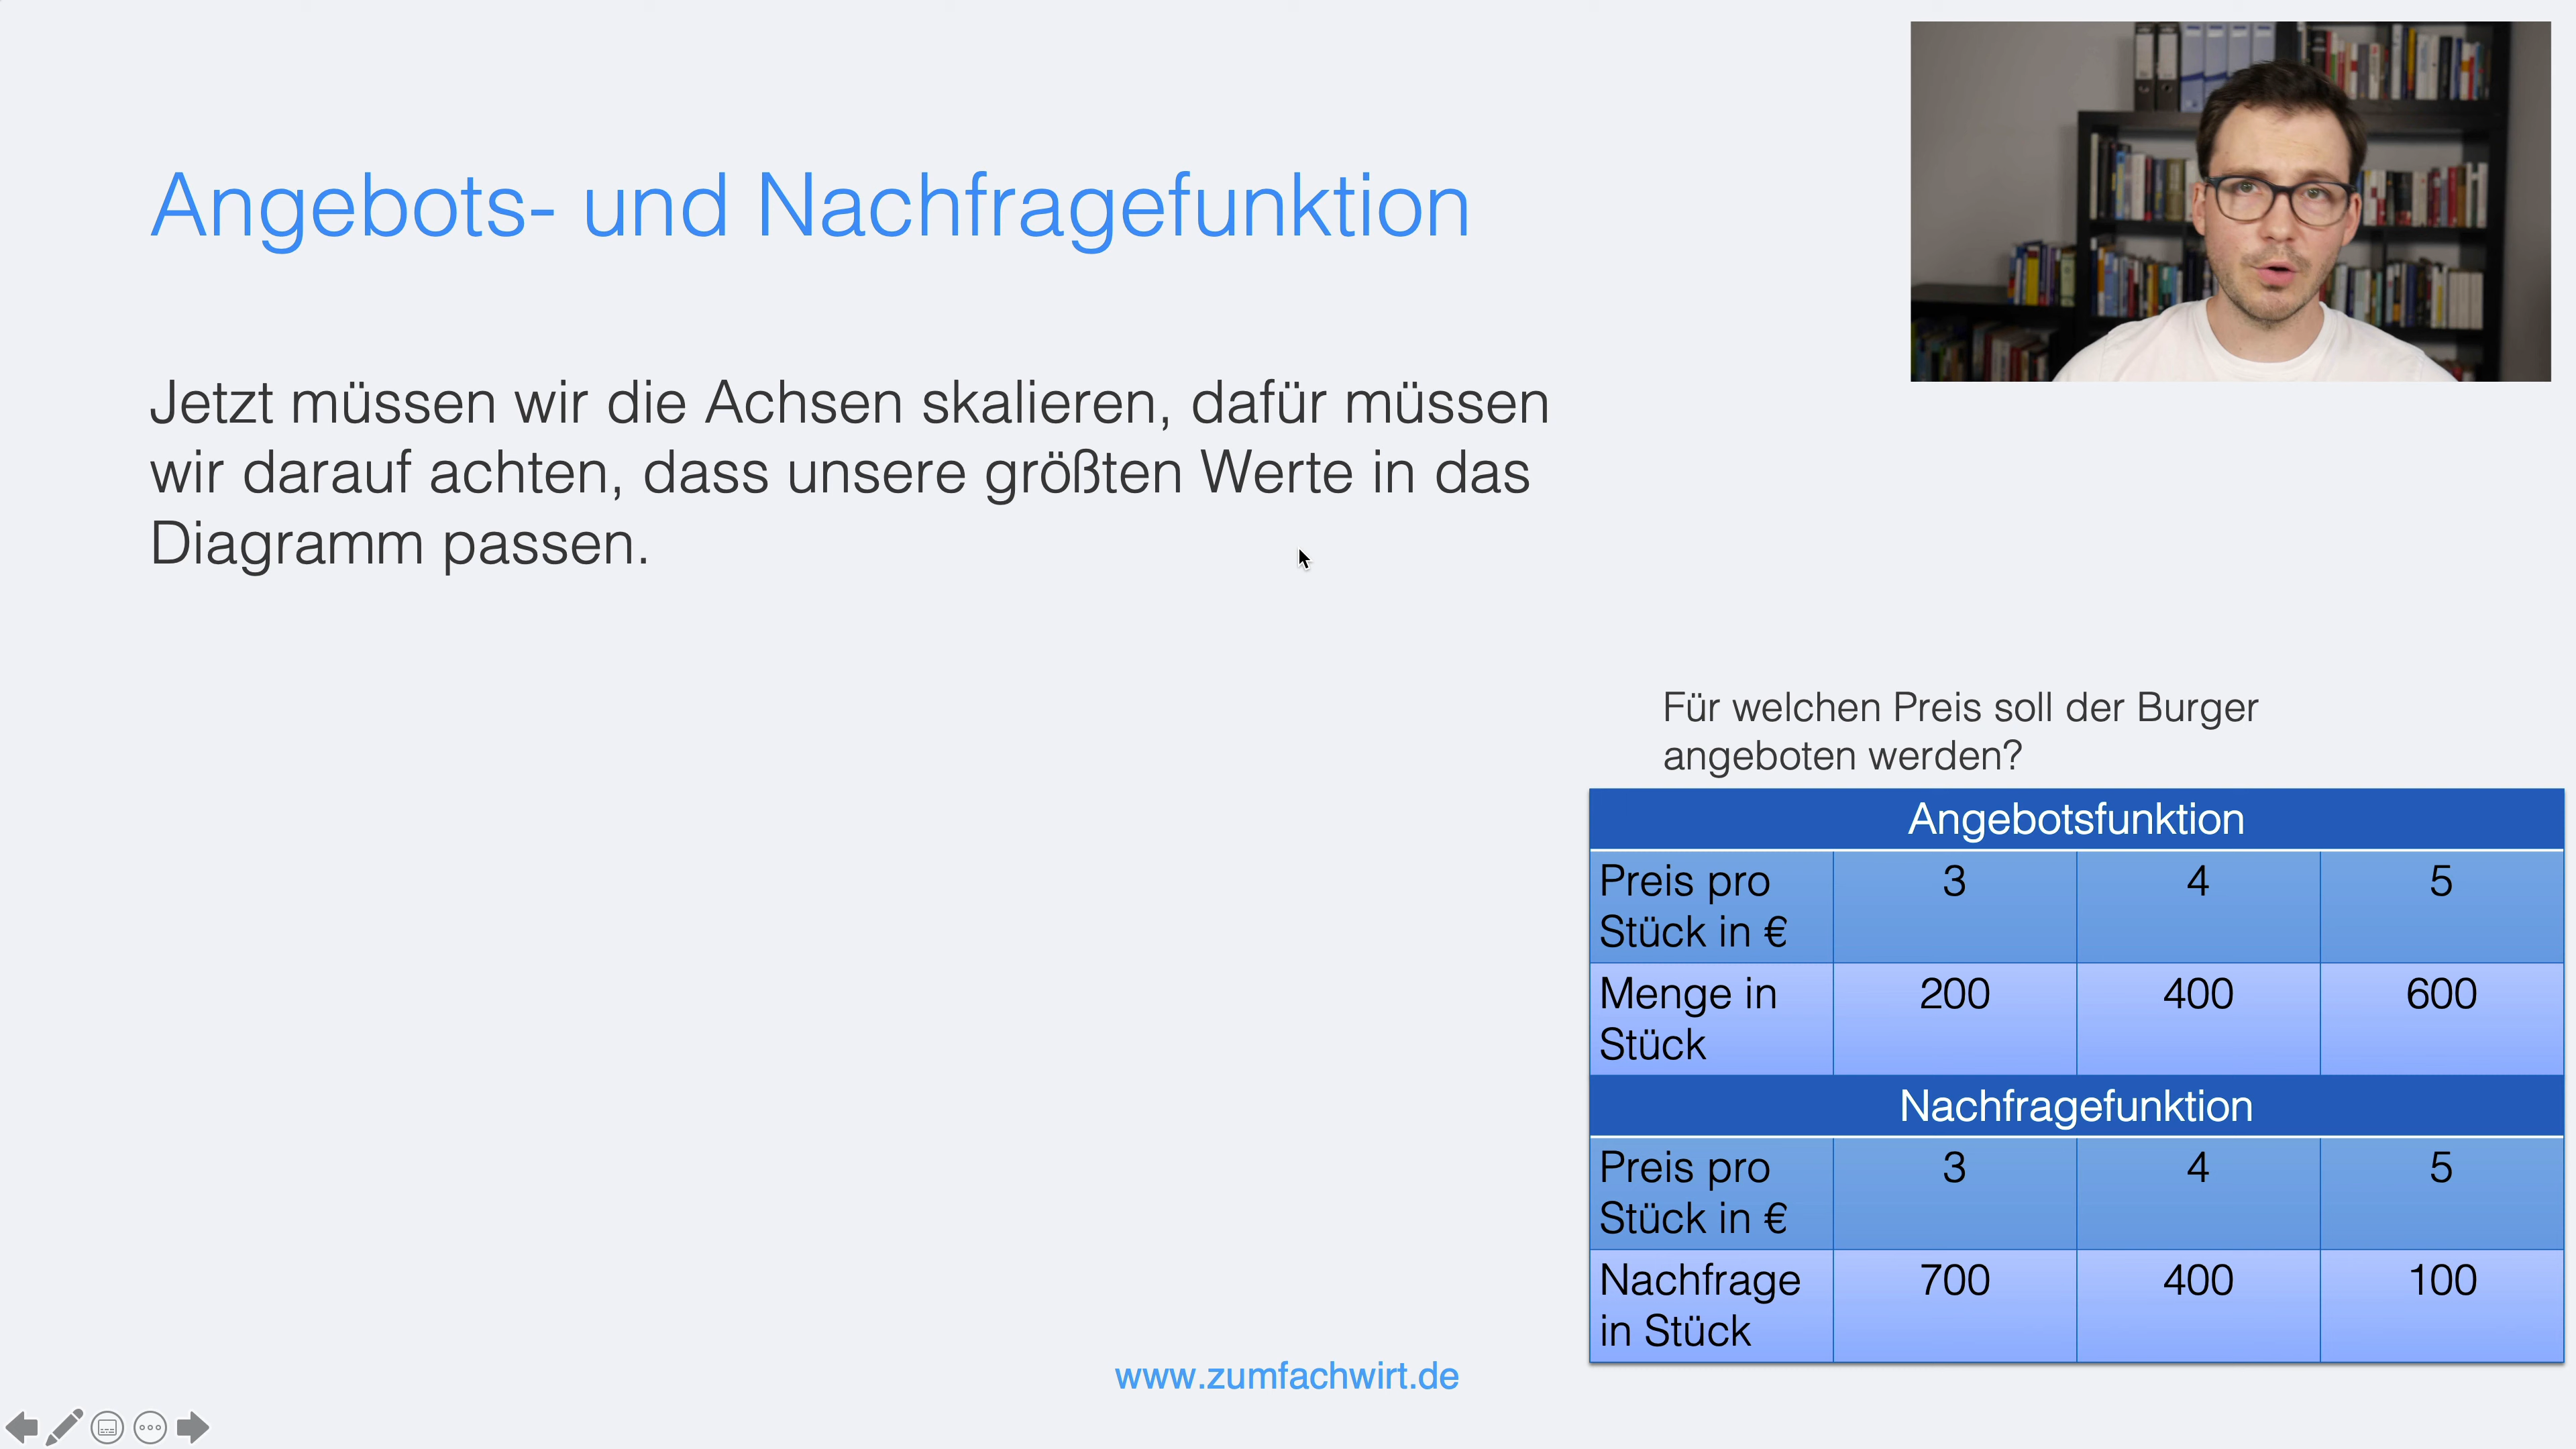 Angebots- und Nachfragefunktion
Jetzt müssen wir die Achsen skalieren, dafür müssen
wir darauf achten, dass unsere größten Werte in das
Diagramm passen.
Für welchen Preis soll der Burger
angeboten werden?
Angebotsfunktion
Preis pro
Stück in €
3
4
5
Menge in
Stück
200
400
600
Nachfragefunktion
Preis pro
Stück in €
3
4
5
Nachfrage
in Stück
700
400
100
www.zumfachwirt.de